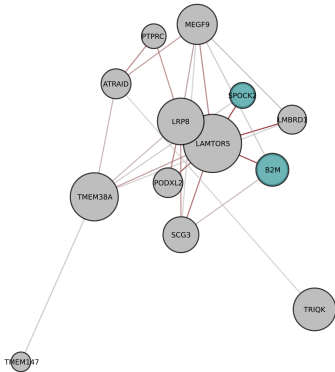 MEGF9
PTPRC
ATRAID
SPOCK2
LRP8
LMBRD1
LAMTOR5
B2M
PODXL2
TMEM38A
SCG3
TRIQK
TMEM147